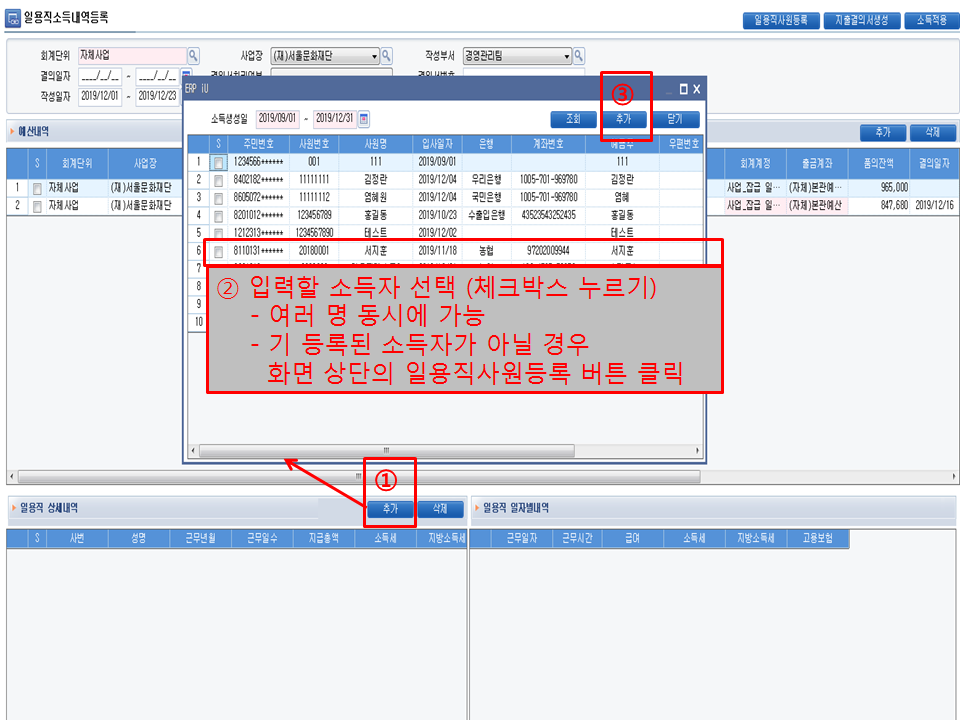 일용직소득내역등록
일용직사원등록 지출결의서생성 소득적용
회계단위 자체사업 사업장 (재)서울문화재단 작성부서 경영관리팀
결의일자 ____/__/__ ~ ____/__/__
작성일자 2019/12/01 ~ 2019/12/23
ERP iU
③
소득생성일 2019/09/01 ~ 2019/12/31 조회 추가 닫기
예산내역 추가 삭제
S 주민번호 사원번호 사원명 입사일자 은행 계좌번호 예금주 우편번호
1 1234566****** 001 111 2019/09/01 111
2 8402182****** 11111111 김정란 2019/12/04 우리은행 1005-701-969780 김정란
3 8605072****** 11111112 염혜원 2019/12/04 국민은행 1005-701-969780 염혜
4 8201012****** 123456789 홍길동 2019/10/23 수출입은행 43523543252435 홍길동
5 1212313****** 1234567890 테스트 2019/12/02 테스트
6 8110131****** 20180001 서지훈 2019/11/18 농협 97202009944 서지훈
7
8
9
10
S 회계단위 사업장 회계계정 출금계좌 품의잔액 결의일자
1 자체사업 (재)서울문화재단 사업_잡급 일… (자체)본관예… 965,000
2 자체사업 (재)서울문화재단 사업_잡급 일… (자체)본관예산 847,680 2019/12/16
② 입력할 소득자 선택 (체크박스 누르기)
- 여러 명 동시에 가능
- 기 등록된 소득자가 아닐 경우
화면 상단의 일용직사원등록 버튼 클릭
①
일용직 상세내역 추가 삭제
일용직 일자별내역
S 사번 성명 근무년월 근무일수 지급총액 소득세 지방소득세
근무일자 근무시간 급여 소득세 지방소득세 고용보험